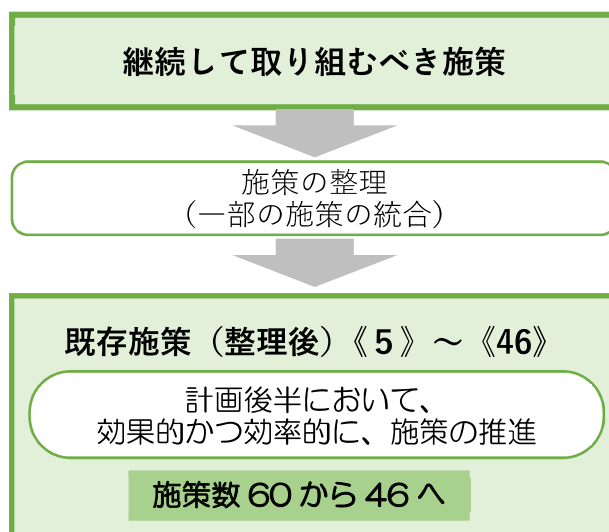 継続して取り組むべき施策
施策の整理
（一部の施策の統合）
既存施策（整理後）《５》～《46》
計画後半において、
効果的かつ効率的に、施策の推進
施策数 60 から 46 へ